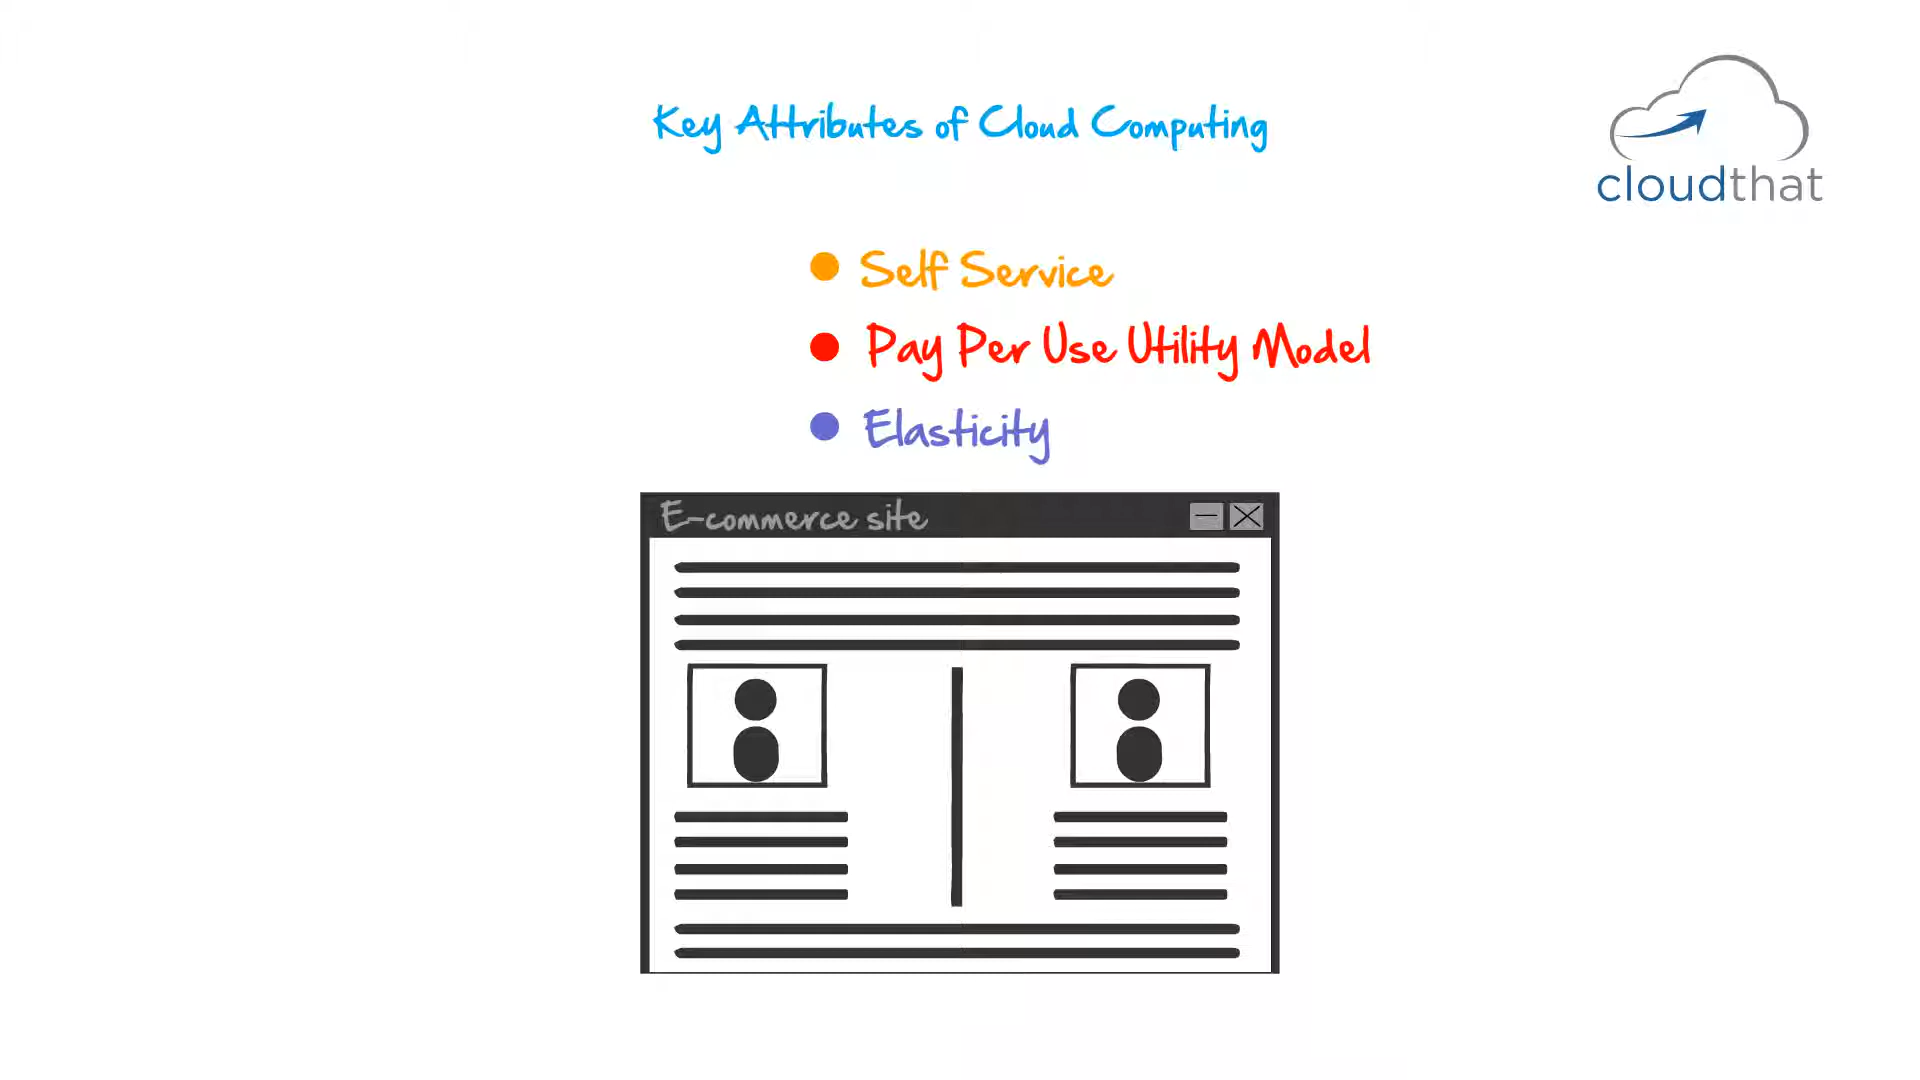 Key Attributes of Cloud Computing
cloudthat
Self Service
Pay Per Use Utility Model
Elasticity
E-commerce site